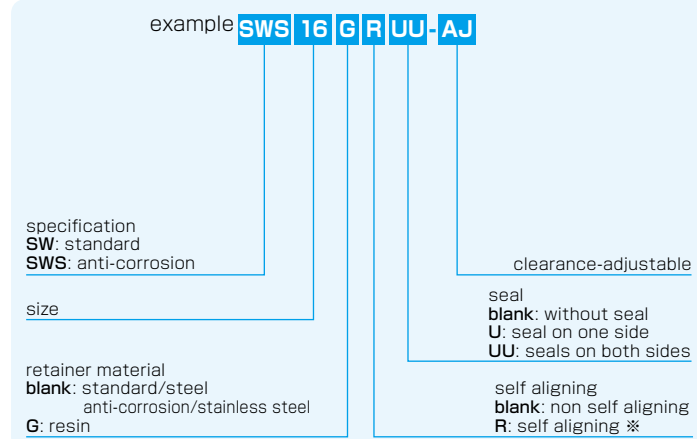 example SWS 16 G R UU-AJ
specification
SW: standard
SWS: anti-corrosion
size
retainer material
blank: standard/steel
anti-corrosion/stainless steel
G: resin
clearance-adjustable
seal
blank: without seal
U: seal on one side
UU: seals on both sides
self aligning
blank: non self aligning
R: self aligning ※